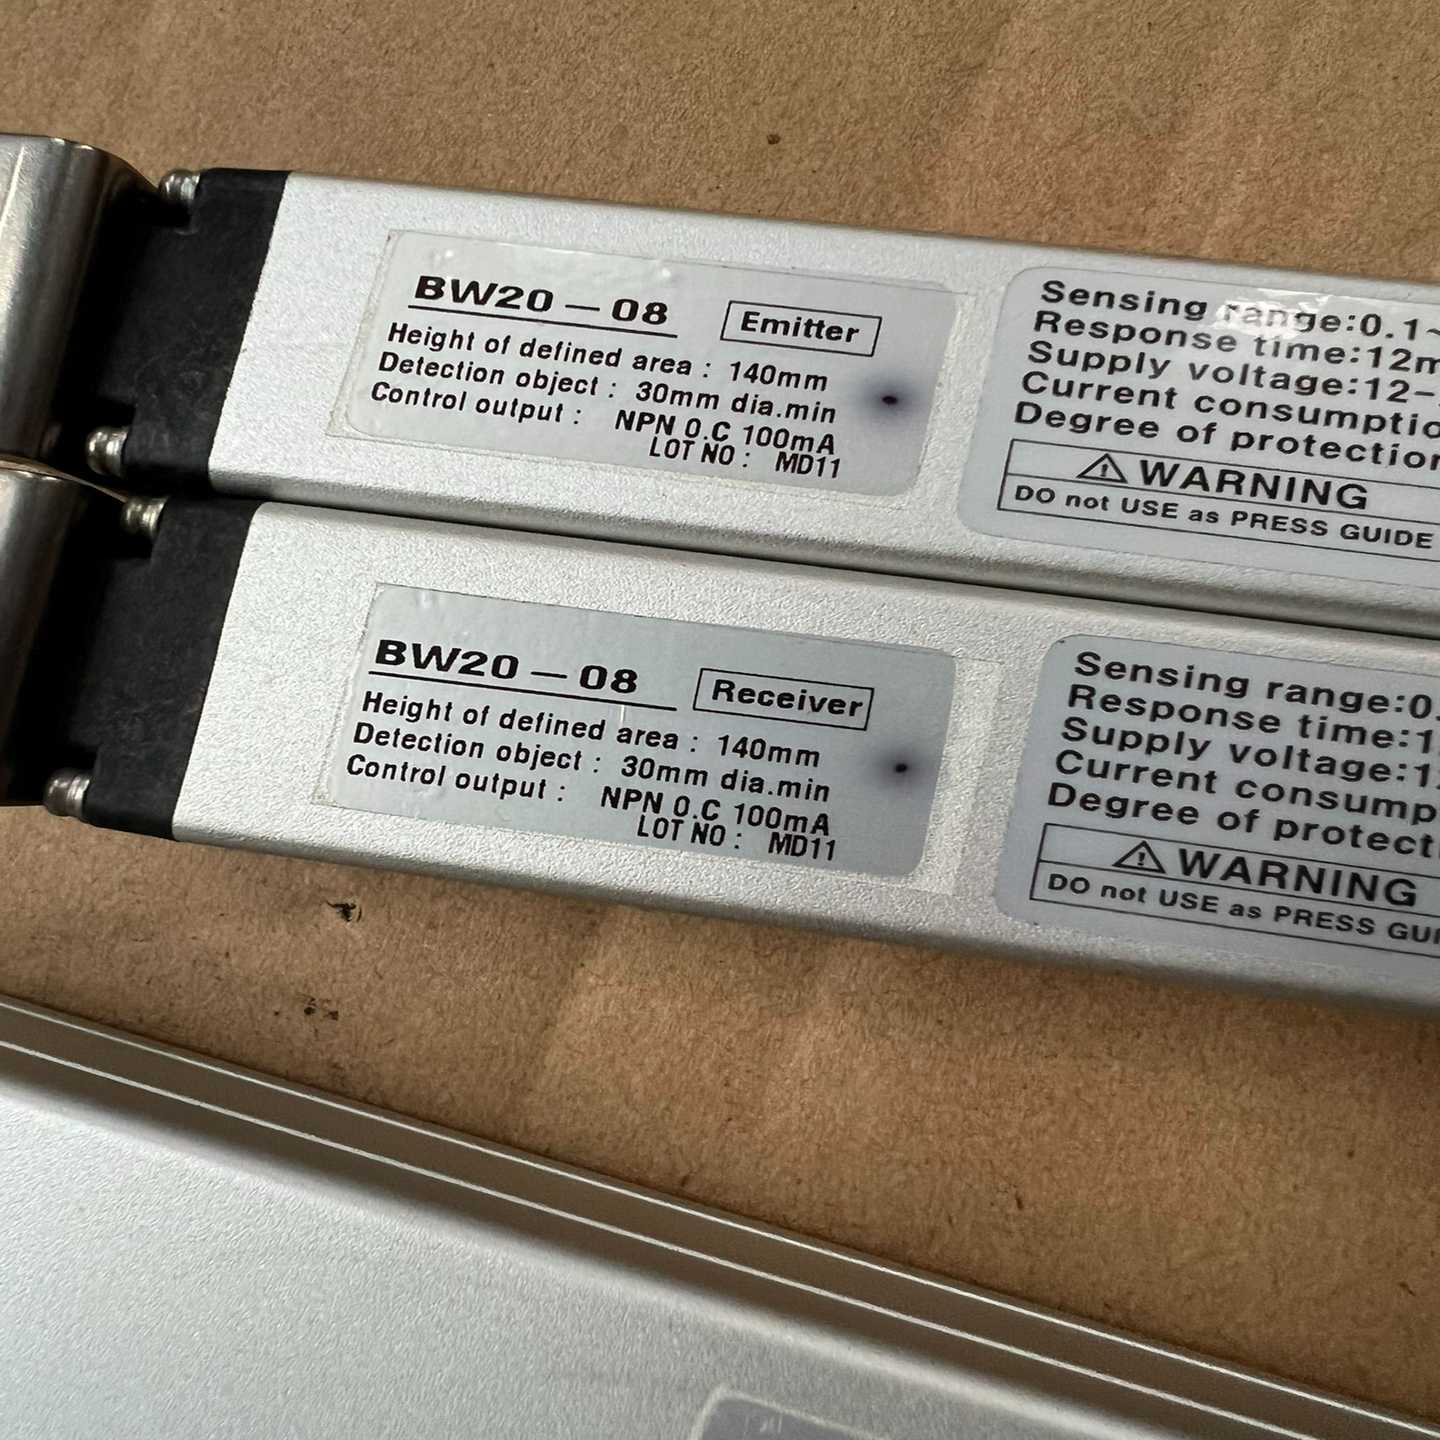 BW20-08 Emitter
Height of defined area : 140mm
Detection object : 30mm dia.min
Control output : NPN O.C 100mA
LOT NO : MD11
Sensing range:0.1~
Response time:12m
Supply voltage:12-
Current consumptio
Degree of protection
⚠ WARNING
DO not USE as PRESS GUIDE
BW20-08 Receiver
Height of defined area : 140mm
Detection object : 30mm dia.min
Control output : NPN O.C 100mA
LOT NO : MD11
Sensing range:0.
Response time:1
Supply voltage:1
Current consump
Degree of protecti
⚠ WARNING
DO not USE as PRESS GUI